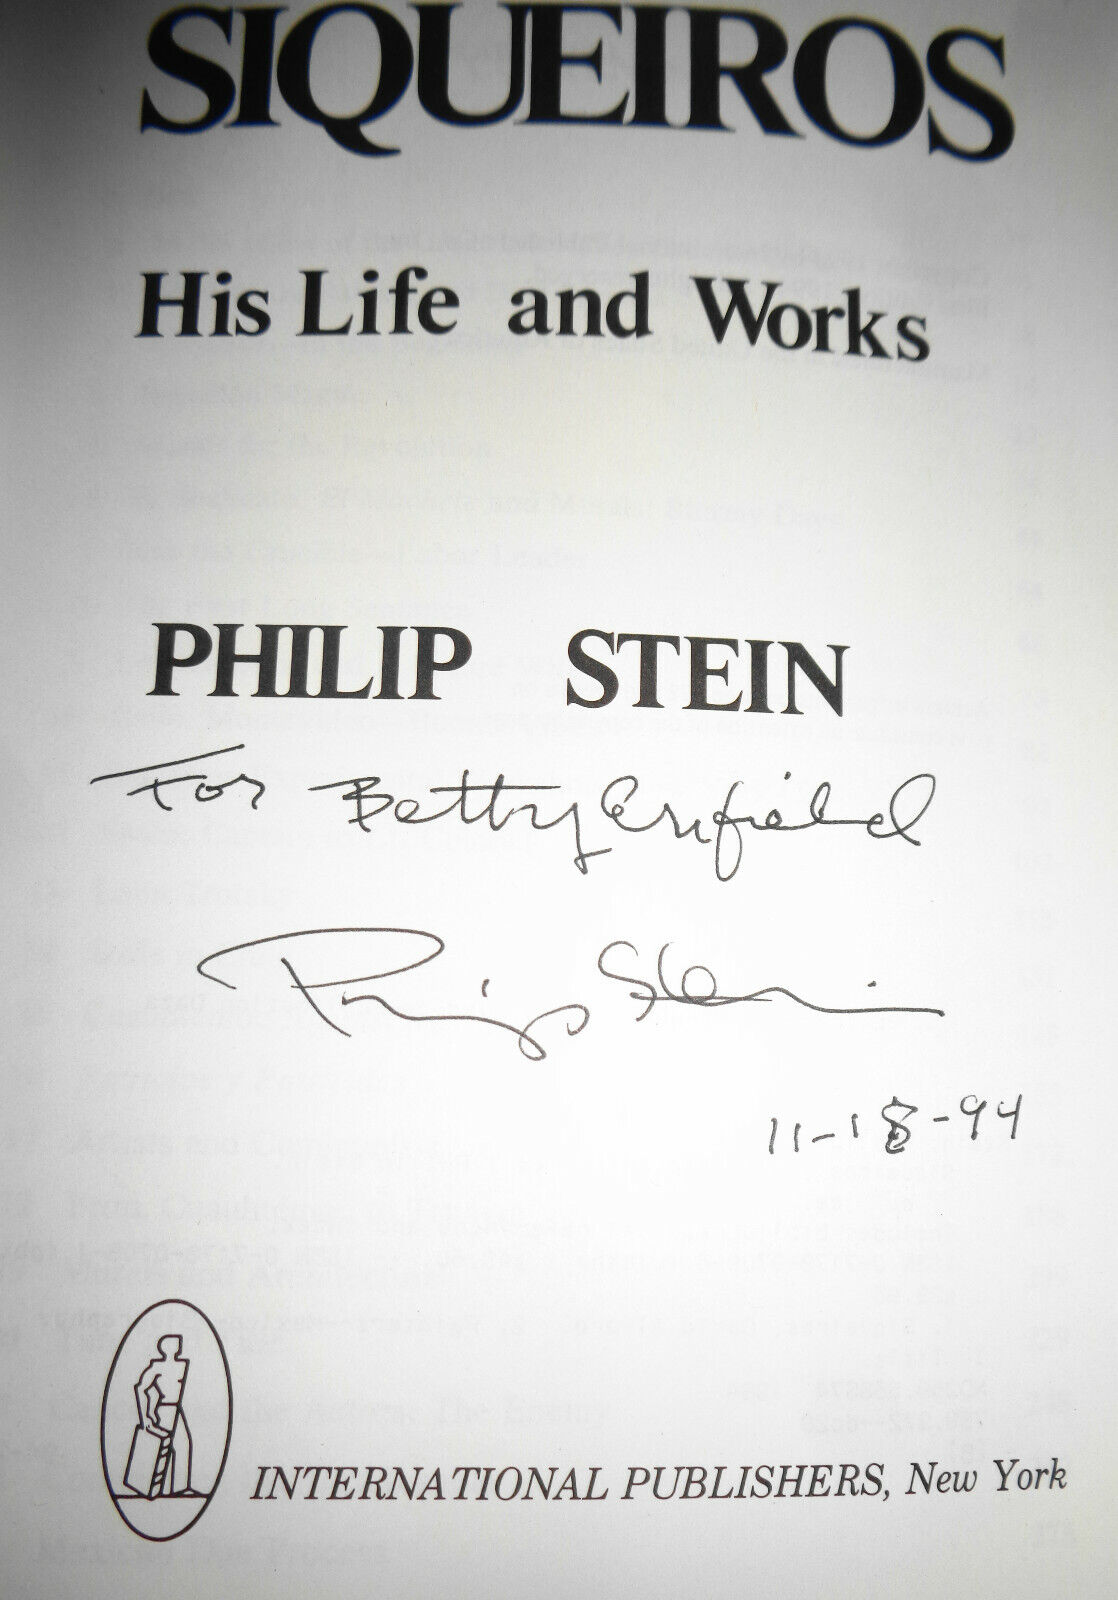 SIQUEIROS
His Life and Works
PHILIP STEIN
For Betty Enfield
Philip Stein
11-18-94
INTERNATIONAL PUBLISHERS, New York